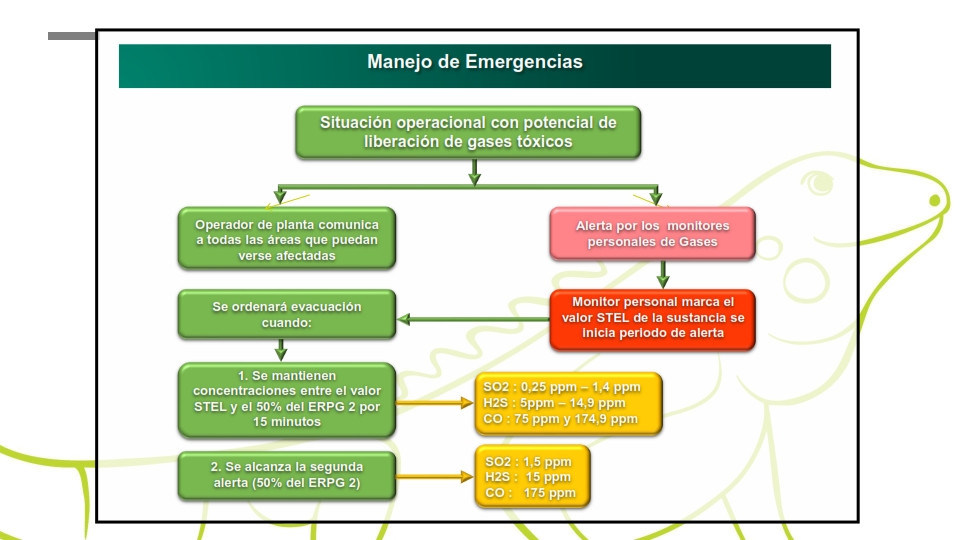 Manejo de Emergencias
Situación operacional con potencial de
liberación de gases tóxicos
Operador de planta comunica
a todas las áreas que puedan
verse afectadas
Alerta por los monitores
personales de Gases
Se ordenará evacuación
cuando:
Monitor personal marca el
valor STEL de la sustancia se
inicia periodo de alerta
1. Se mantienen
concentraciones entre el valor
STEL y el 50% del ERPG 2 por
15 minutos
SO2 : 0,25 ppm – 1,4 ppm
H2S : 5ppm – 14,9 ppm
CO : 75 ppm y 174,9 ppm
2. Se alcanza la segunda
alerta (50% del ERPG 2)
SO2 : 1,5 ppm
H2S : 15 ppm
CO : 175 ppm